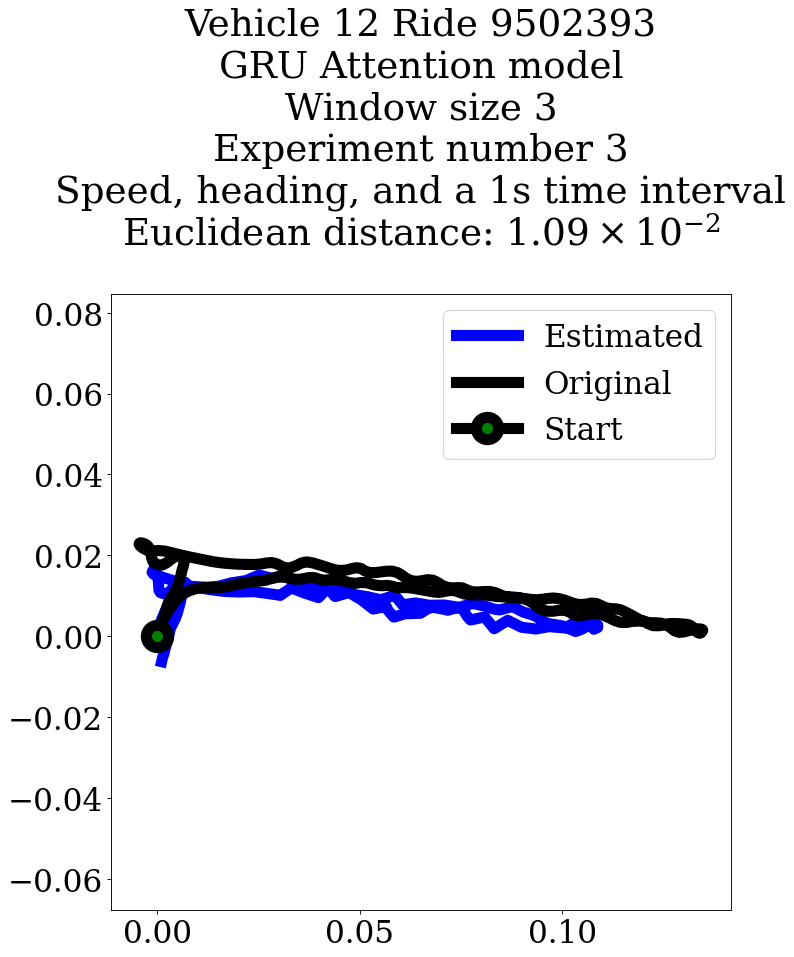 Vehicle 12 Ride 9502393
GRU Attention model
Window size 3
Experiment number 3
Speed, heading, and a 1s time interval
Euclidean distance: 1.09 × 10⁻²
Estimated
Original
Start
0.08
0.06
0.04
0.02
0.00
−0.02
−0.04
−0.06
0.00
0.05
0.10